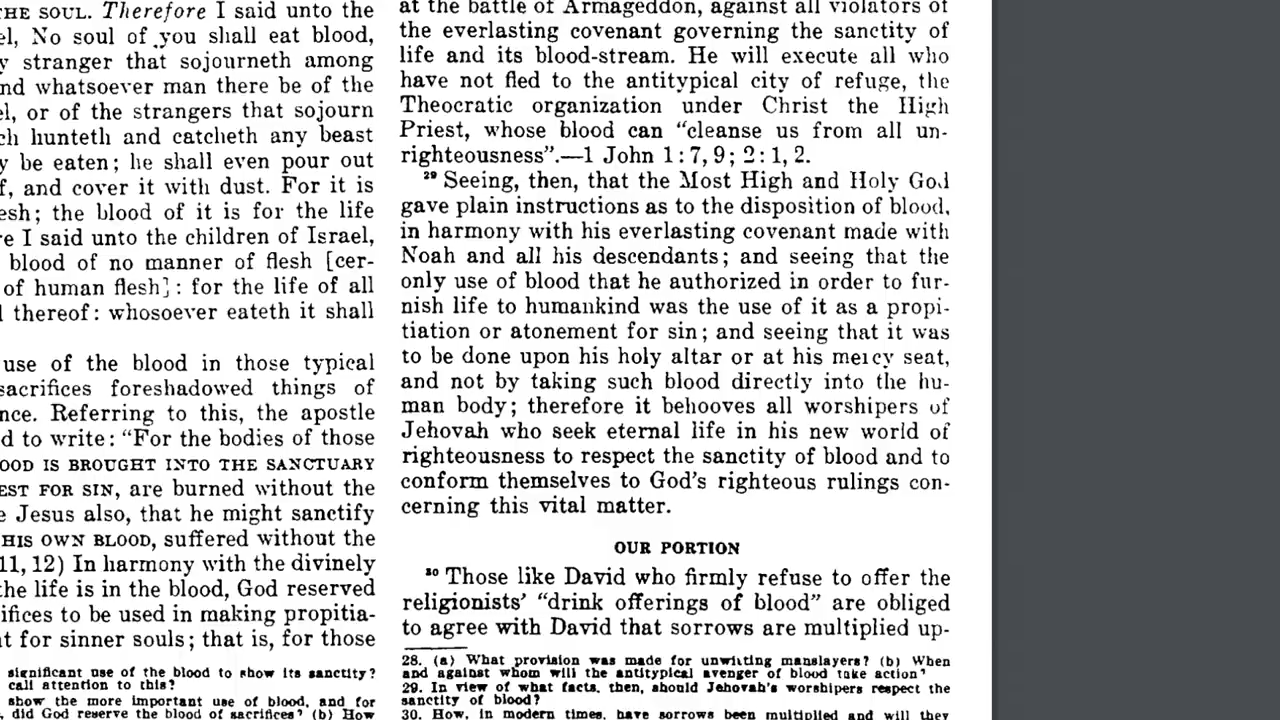 THE SOUL. Therefore I said unto the
el, No soul of you shall eat blood,
y stranger that sojourneth among
nd whatsoever man there be of the
el, or of the strangers that sojourn
ch hunteth and catcheth any beast
y be eaten; he shall even pour out
f, and cover it with dust. For it is
esh; the blood of it is for the life
re I said unto the children of Israel,
blood of no manner of flesh [cer-
of human flesh]: for the life of all
l thereof: whosoever eateth it shall
use of the blood in those typical
sacrifices foreshadowed things of
nce. Referring to this, the apostle
d to write: “For the bodies of those
OOD IS BROUGHT INTO THE SANCTUARY
EST FOR SIN, are burned without the
e Jesus also, that he might sanctify
HIS OWN BLOOD, suffered without the
11, 12) In harmony with the divinely
the life is in the blood, God reserved
ifices to be used in making propitia-
t for sinner souls; that is, for those
significant use of the blood to show its sanctity?
call attention to this?
show the more important use of blood, and for
did God reserve the blood of sacrifices? (b) How
at the battle of Armageddon, against all violators of
the everlasting covenant governing the sanctity of
life and its blood-stream. He will execute all who
have not fled to the antitypical city of refuge, the
Theocratic organization under Christ the High
Priest, whose blood can “cleanse us from all un-
righteousness”.—1 John 1:7, 9; 2:1, 2.
29 Seeing, then, that the Most High and Holy God
gave plain instructions as to the disposition of blood,
in harmony with his everlasting covenant made with
Noah and all his descendants; and seeing that the
only use of blood that he authorized in order to fur-
nish life to humankind was the use of it as a propi-
tiation or atonement for sin; and seeing that it was
to be done upon his holy altar or at his mercy seat,
and not by taking such blood directly into the hu-
man body; therefore it behooves all worshipers of
Jehovah who seek eternal life in his new world of
righteousness to respect the sanctity of blood and to
conform themselves to God’s righteous rulings con-
cerning this vital matter.
OUR PORTION
30 Those like David who firmly refuse to offer the
religionists’ “drink offerings of blood” are obliged
to agree with David that sorrows are multiplied up-
28. (a) What provision was made for unwitting manslayers? (b) When
and against whom will the antitypical avenger of blood take action?
29. In view of what facts, then, should Jehovah’s worshipers respect the
sanctity of blood?
30. How, in modern times, have sorrows been multiplied and will they